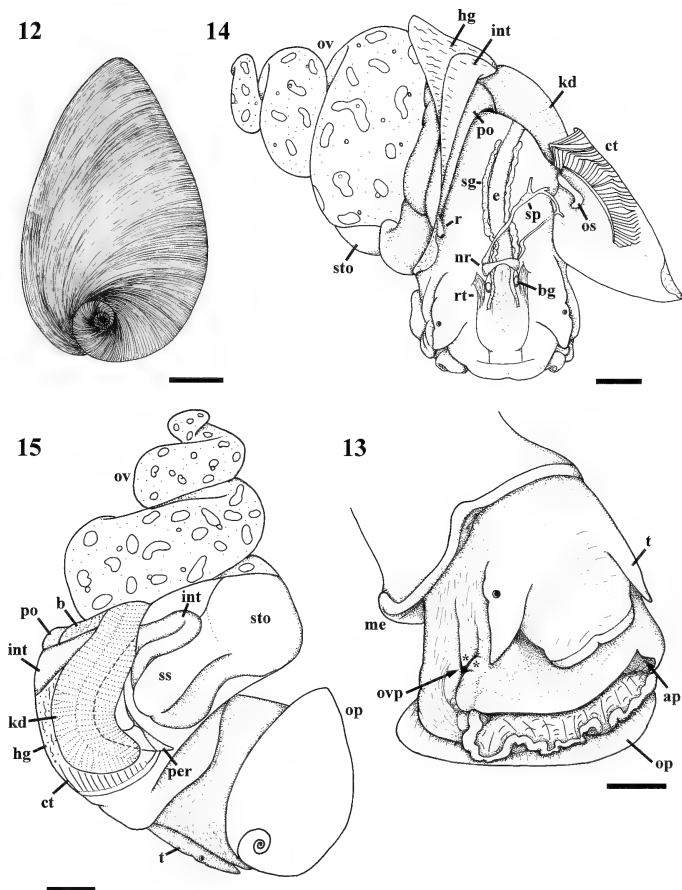 12
14
hg
int
ov
kd
po
ct
sg
e
sp
os
r
sto
nr
rt
bg
15
ov
int
b
po
sto
int
ss
op
kd
hg
per
ct
t
13
t
me
* *
ovp
ap
op